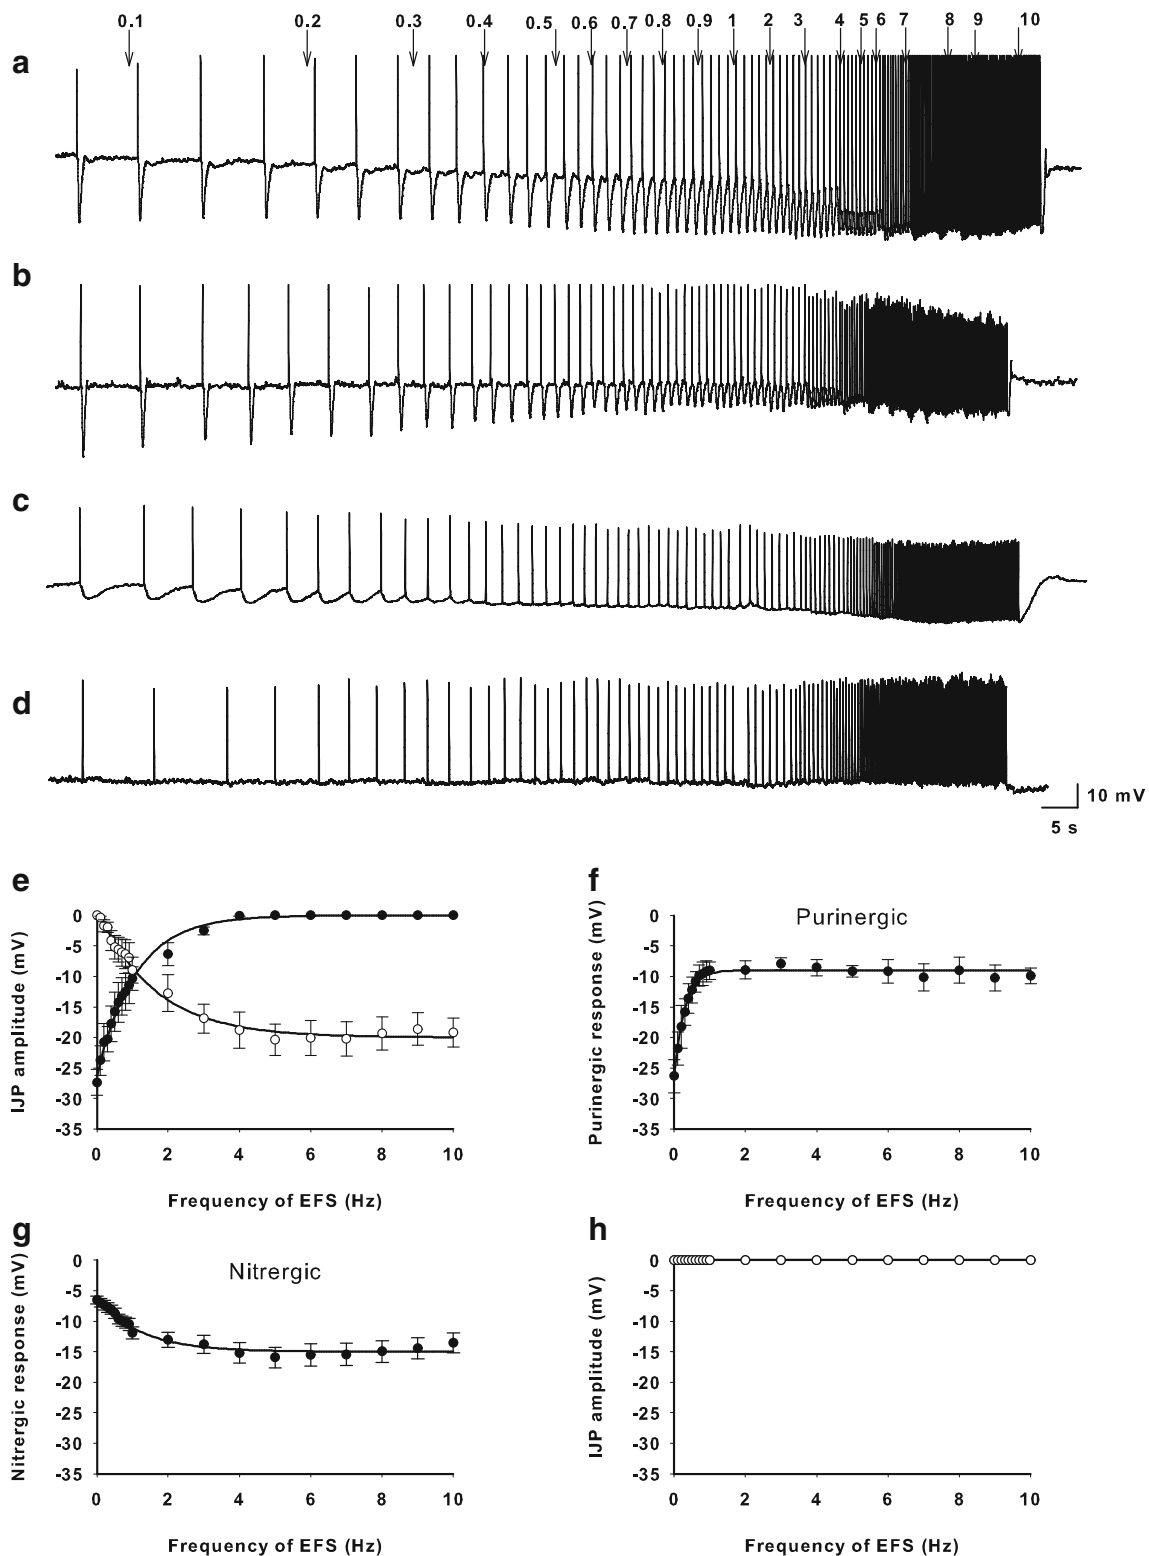 0.1 0.2 0.3 0.4 0.5 0.6 0.7 0.8 0.9 1 2 3 4 5 6 7 8 9 10
a
b
c
d
10 mV
5 s
e
IJP amplitude (mV)
0
-5
-10
-15
-20
-25
-30
-35
0 2 4 6 8 10
Frequency of EFS (Hz)
f
Purinergic
Purinergic response (mV)
0
-5
-10
-15
-20
-25
-30
-35
0 2 4 6 8 10
Frequency of EFS (Hz)
g
Nitrergic
Nitrergic response (mV)
0
-5
-10
-15
-20
-25
-30
-35
0 2 4 6 8 10
Frequency of EFS (Hz)
h
IJP amplitude (mV)
0
-5
-10
-15
-20
-25
-30
-35
0 2 4 6 8 10
Frequency of EFS (Hz)